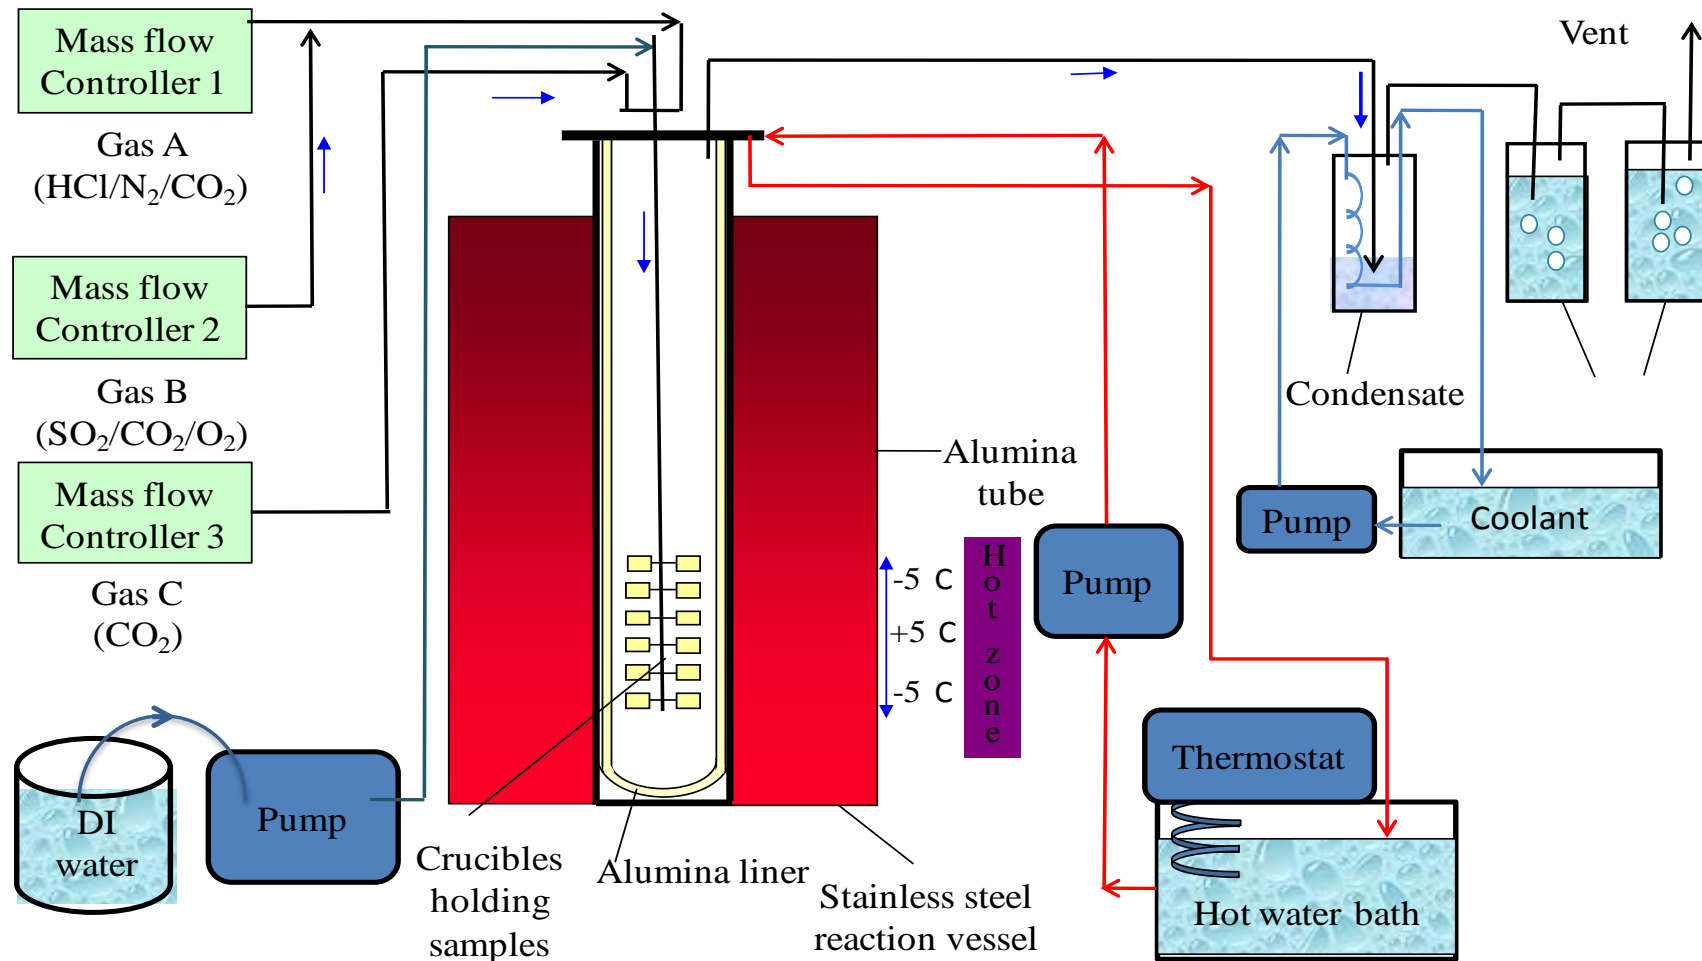 Mass flow
Controller 1
Gas A
(HCl/N₂/CO₂)
Mass flow
Controller 2
Gas B
(SO₂/CO₂/O₂)
Mass flow
Controller 3
Gas C
(CO₂)
DI
water
Pump
Crucibles
holding
samples
Alumina liner
Stainless steel
reaction vessel
Alumina
tube
-5 C
+5 C
-5 C
Hot zone
Pump
Thermostat
Hot water bath
Vent
Condensate
Pump
Coolant